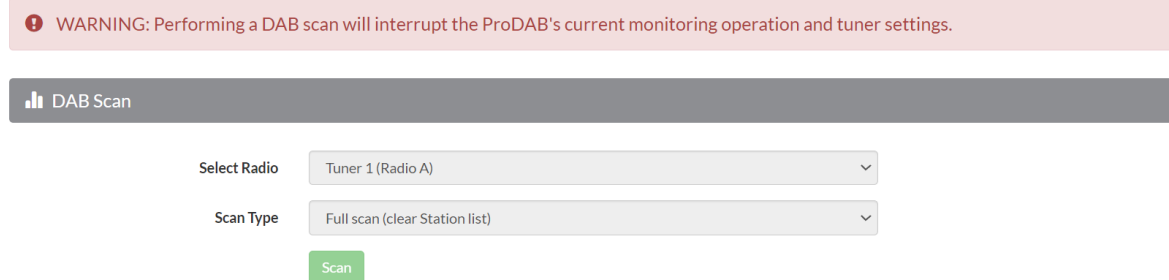 WARNING: Performing a DAB scan will interrupt the ProDAB's current monitoring operation and tuner settings.
DAB Scan
Select Radio Tuner 1 (Radio A)
Scan Type Full scan (clear Station list)
Scan